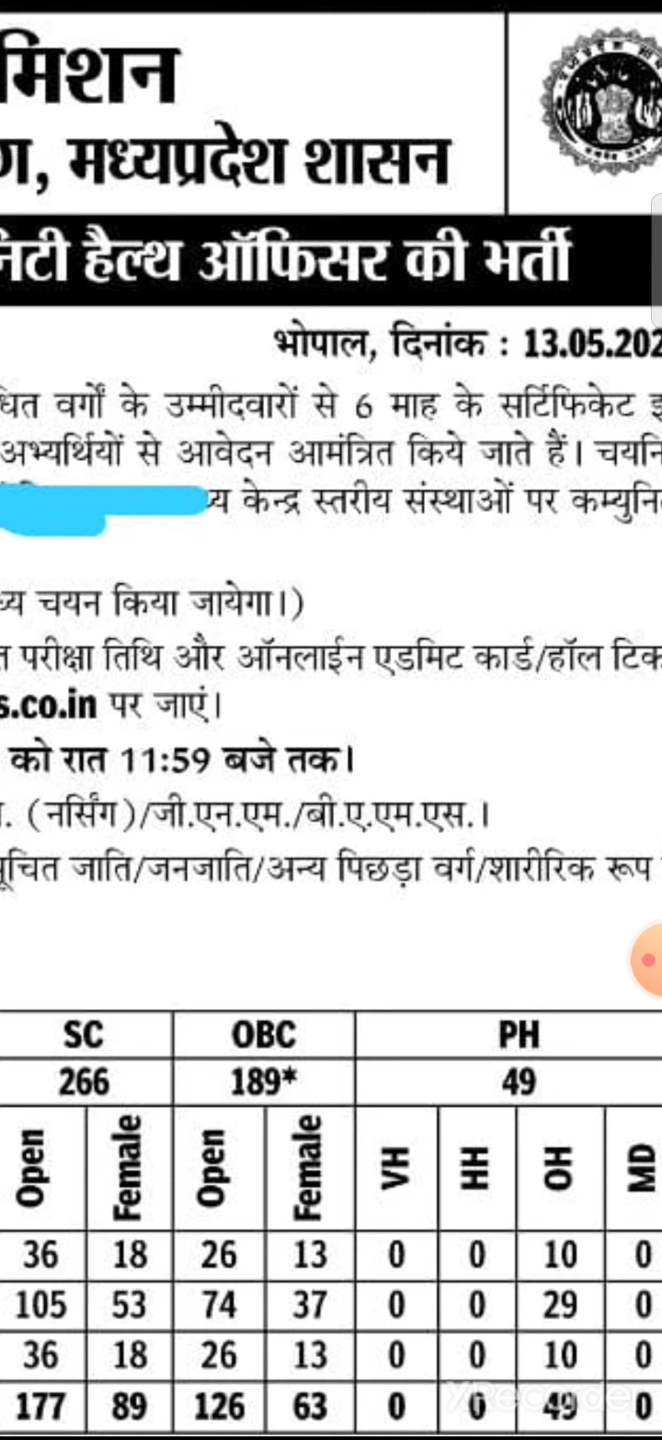 मिशन
ण, मध्यप्रदेश शासन
निटी हैल्थ ऑफिसर की भर्ती
भोपाल, दिनांक : 13.05.202
धित वर्गों के उम्मीदवारों से 6 माह के सर्टिफिकेट इ
अभ्यर्थियों से आवेदन आमंत्रित किये जाते हैं। चयनि
केन्द्र स्तरीय संस्थाओं पर कम्युनि
ध्य चयन किया जायेगा।)
त परीक्षा तिथि और ऑनलाईन एडमिट कार्ड/हॉल टिक
s.co.in पर जाएं।
को रात 11:59 बजे तक।
. (नर्सिंग)/जी.एन.एम./बी.ए.एम.एस.।
सूचित जाति/जनजाति/अन्य पिछड़ा वर्ग/शारीरिक रूप
SC OBC PH
266 189* 49
Open Female Open Female VH HH OH MD
36 18 26 13 0 0 10 0
105 53 74 37 0 0 29 0
36 18 26 13 0 0 10 0
177 89 126 63 0 0 49 0
XRecorder